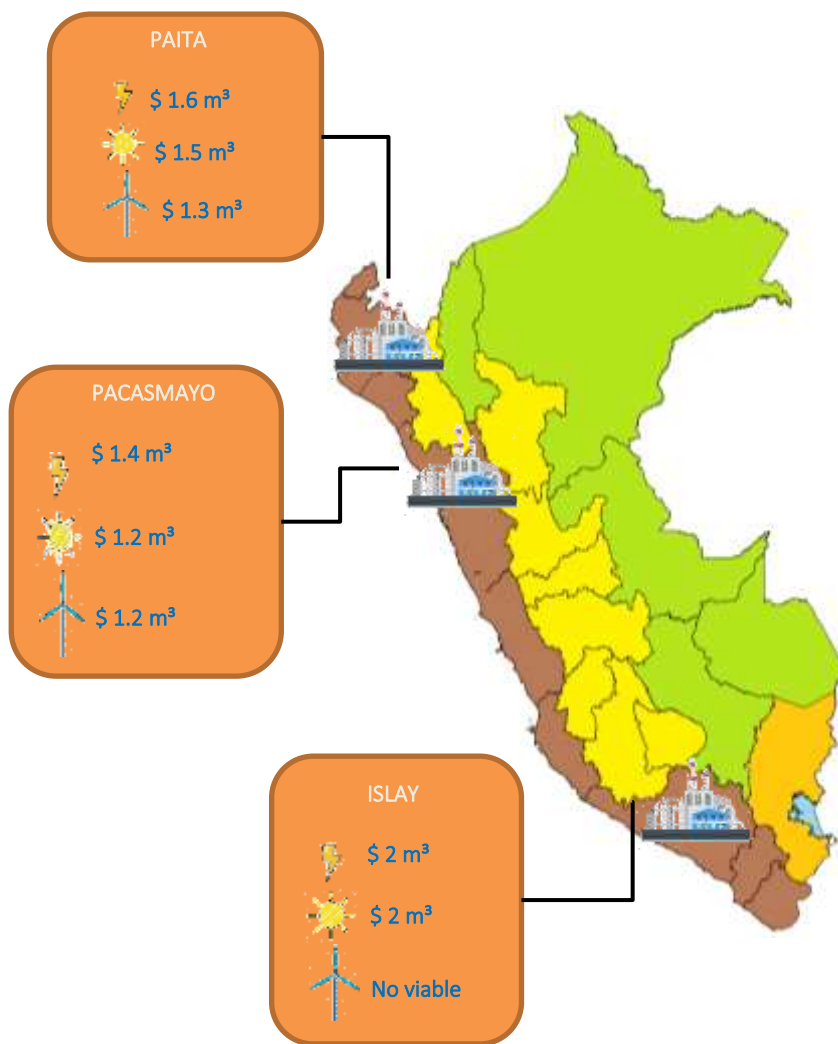 PAITA
$ 1.6 m³
$ 1.5 m³
$ 1.3 m³
PACASMAYO
$ 1.4 m³
$ 1.2 m³
$ 1.2 m³
ISLAY
$ 2 m³
$ 2 m³
No viable